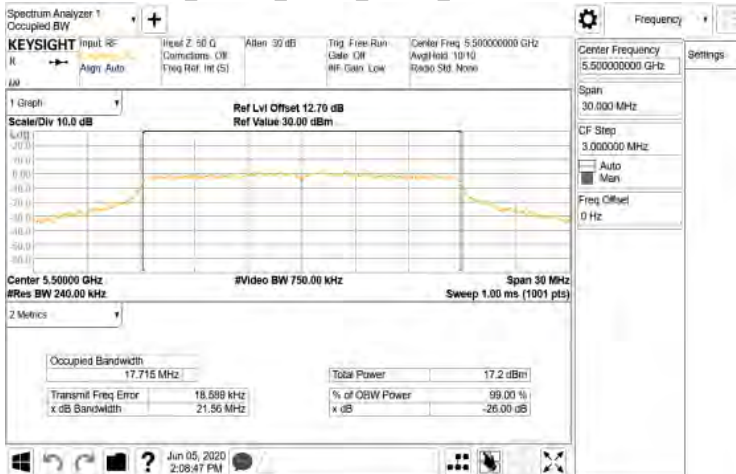 Spectrum Analyzer 1
Occupied BW
Frequency
KEYSIGHT Input: RF
Input Z: 50 Ω
Atten: 30 dB
Trig: Free Run
Center Freq: 5.500000000 GHz
Corrections: Off
Gate: Off
Avg|Hold: 10/10
Align: Auto
Freq Ref: Int (S)
#IF Gain: Low
Radio Std: None
Center Frequency
5.500000000 GHz
Settings
Span
30.000 MHz
CF Step
3.000000 MHz
Auto
Man
Freq Offset
0 Hz
1 Graph
Scale/Div 10.0 dB
Ref Lvl Offset 12.70 dB
Ref Value 30.00 dBm
Center 5.50000 GHz
#Res BW 240.00 kHz
#Video BW 750.00 kHz
Span 30 MHz
Sweep 1.00 ms (1001 pts)
2 Metrics
Occupied Bandwidth
17.715 MHz
Total Power 17.2 dBm
Transmit Freq Error 18.589 kHz
% of OBW Power 99.00 %
x dB Bandwidth 21.56 MHz
x dB -26.00 dB
?
Jun 05, 2020
2:08:47 PM